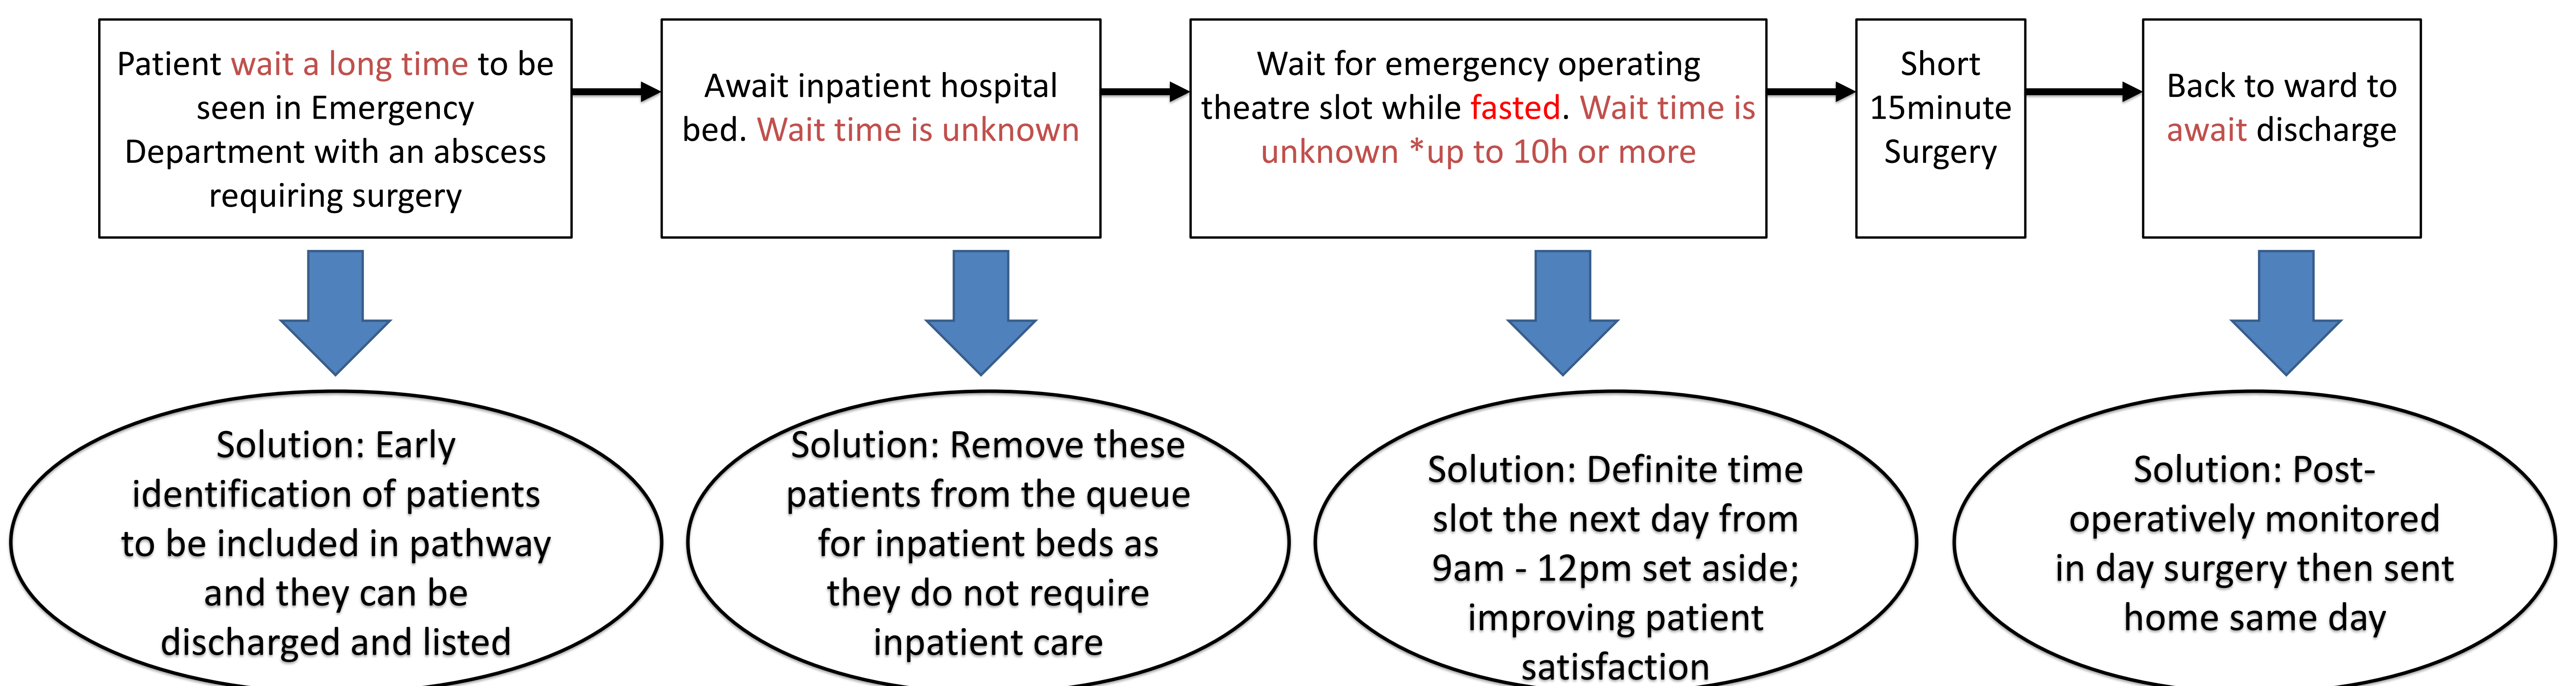 Patient wait a long time to be
seen in Emergency
Department with an abscess
requiring surgery
Await inpatient hospital
bed. Wait time is unknown
Wait for emergency operating
theatre slot while fasted. Wait time is
unknown *up to 10h or more
Short
15minute
Surgery
Back to ward to
await discharge
Solution: Early
identification of patients
to be included in pathway
and they can be
discharged and listed
Solution: Remove these
patients from the queue
for inpatient beds as
they do not require
inpatient care
Solution: Definite time
slot the next day from
9am - 12pm set aside;
improving patient
satisfaction
Solution: Post-
operatively monitored
in day surgery then sent
home same day